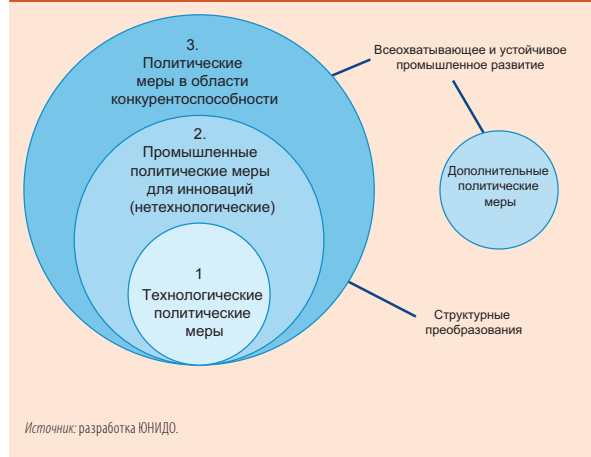 3.
Политические
меры в области
конкурентоспособности
2.
Промышленные
политические меры
для инноваций
(нетехнологические)
1
Технологические
политические
меры
Всеохватывающее и устойчивое
промышленное развитие
Дополнительные
политические
меры
Структурные
преобразования
Источник: разработка ЮНИДО.